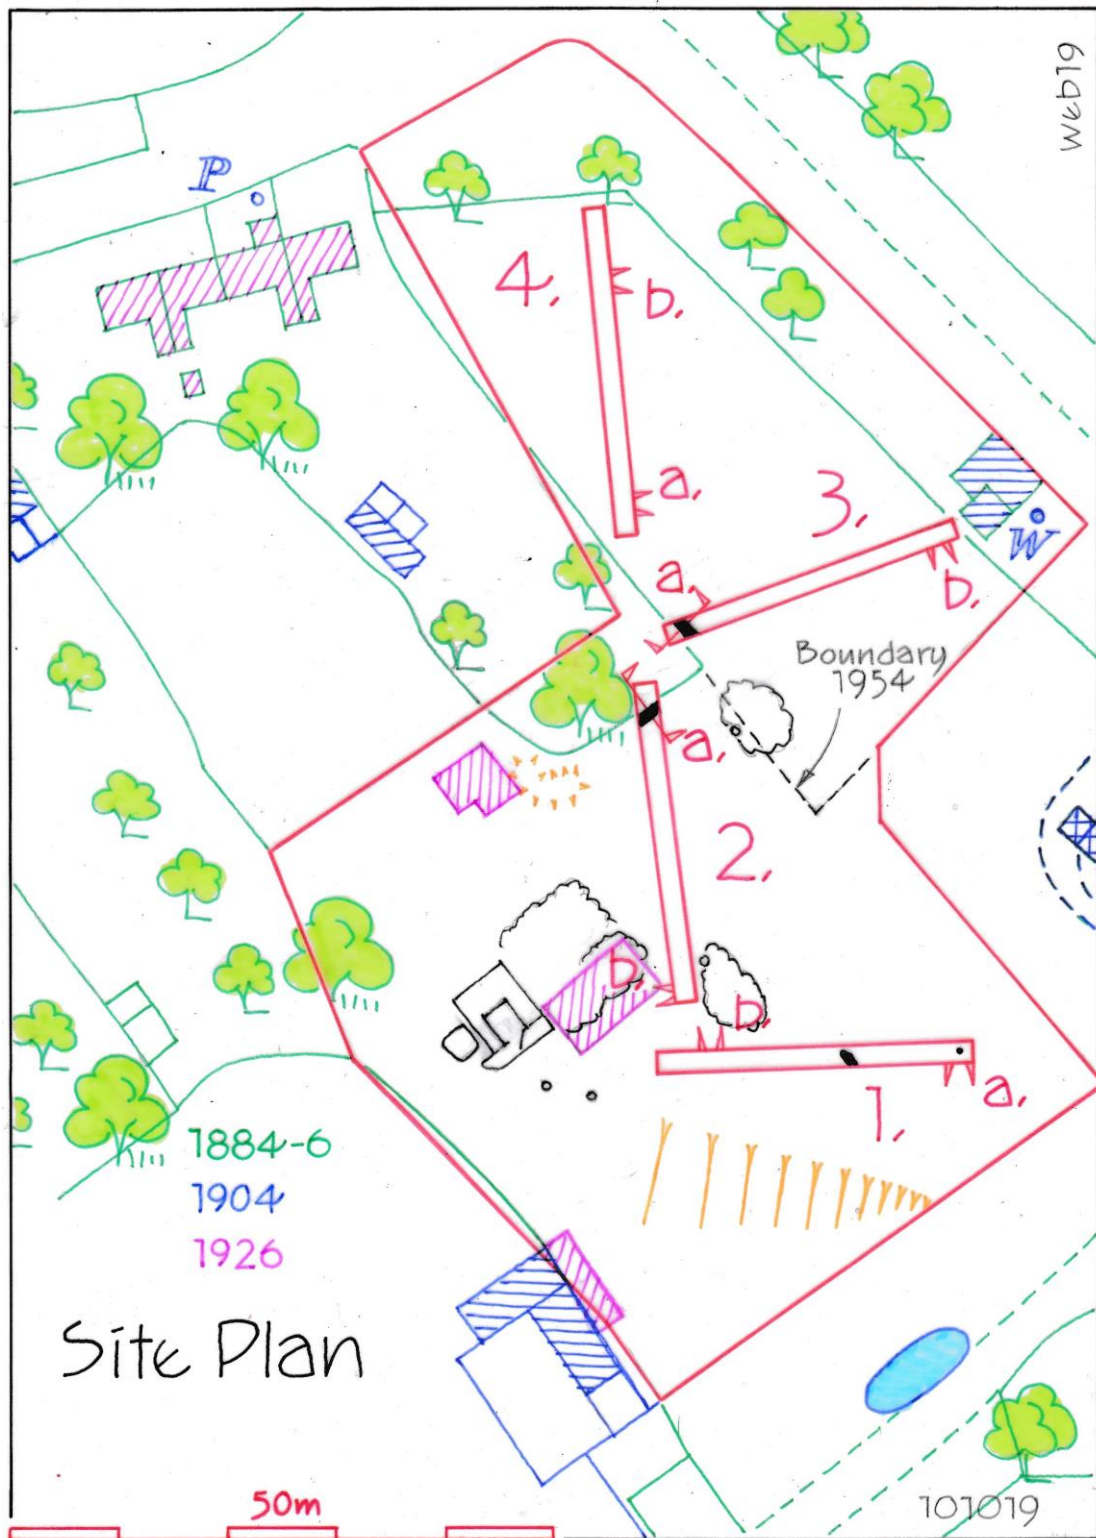 web19
P
4.
b.
a.
3.
a.
W
b.
Boundary
1954
a.
2.
b.
b.
a.
1.
1884-6
1904
1926
Site Plan
50m
101019